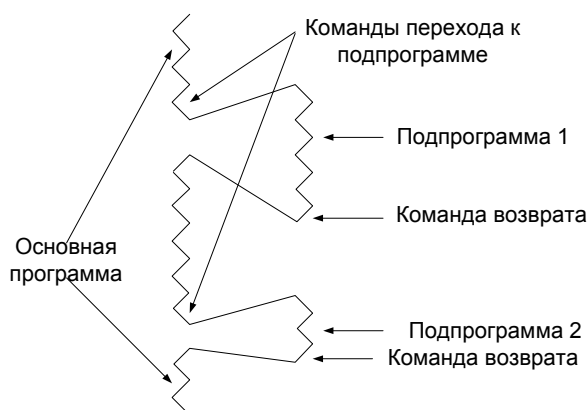 Команды перехода к
подпрограмме
Подпрограмма 1
Команда возврата
Основная
программа
Подпрограмма 2
Команда возврата